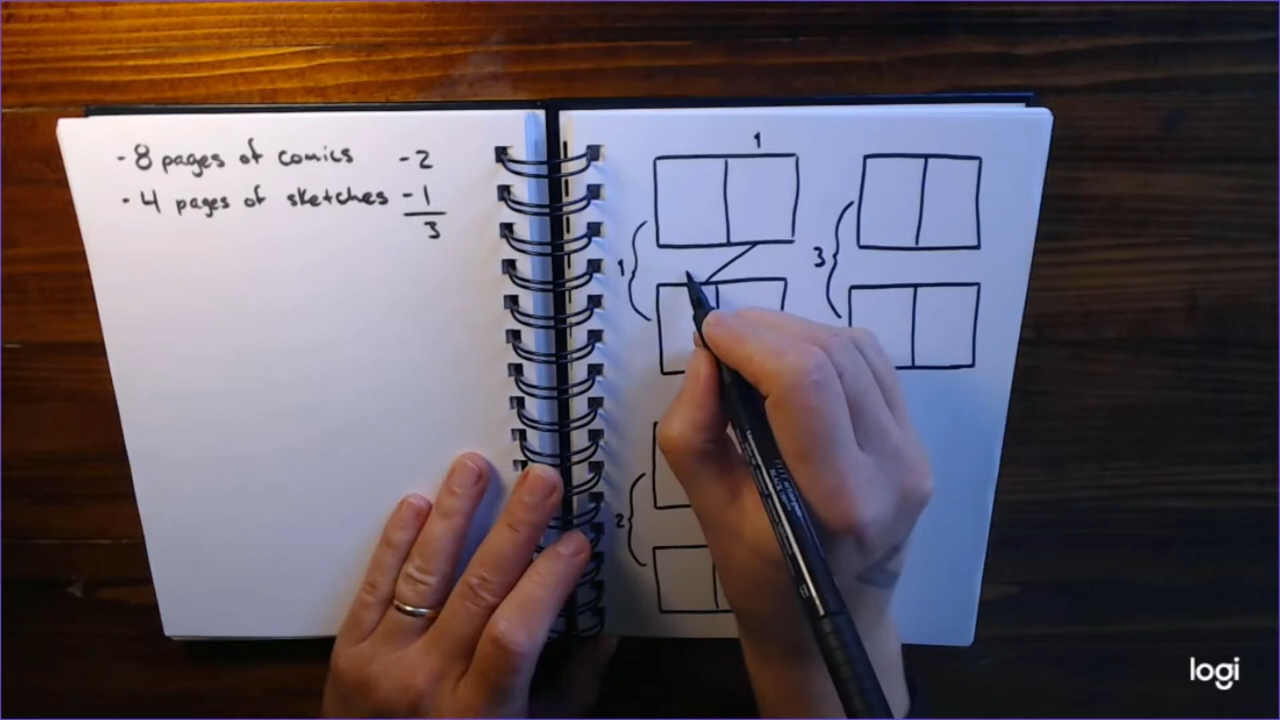 - 8 pages of comics - 2
- 4 pages of sketches - 1
3
1
1
3
2
logi